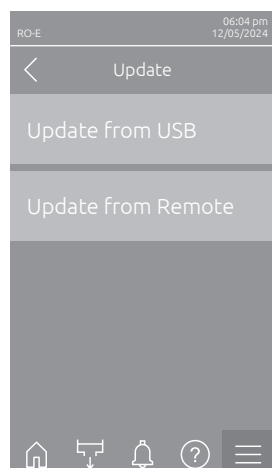 06:04 pm
RO-E
12/05/2024
Update
Update from USB
Update from Remote
?